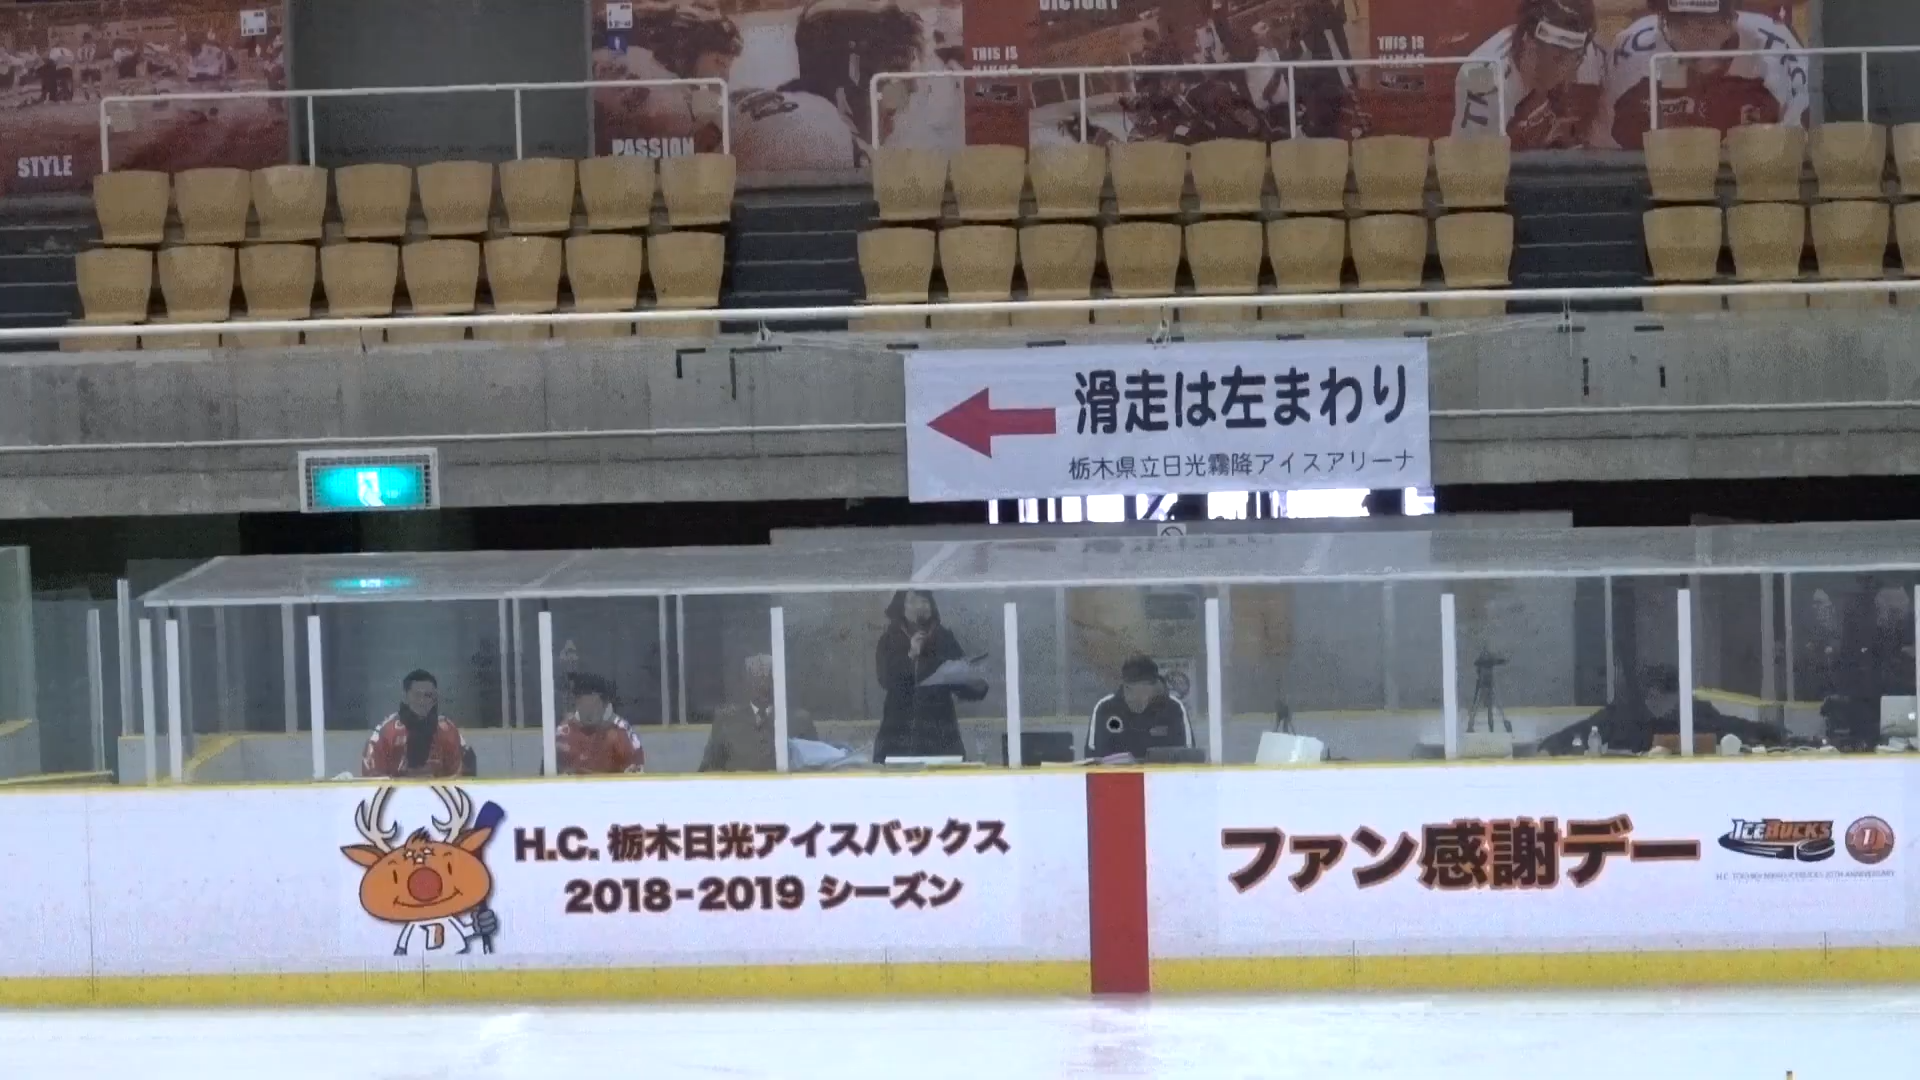 VICTORY
THIS IS
THIS IS
STYLE
PASSION
滑走は左まわり
栃木県立日光霧降アイスアリーナ
H.C. 栃木日光アイスバックス
2018-2019 シーズン
ファン感謝デー
ICEBUCKS